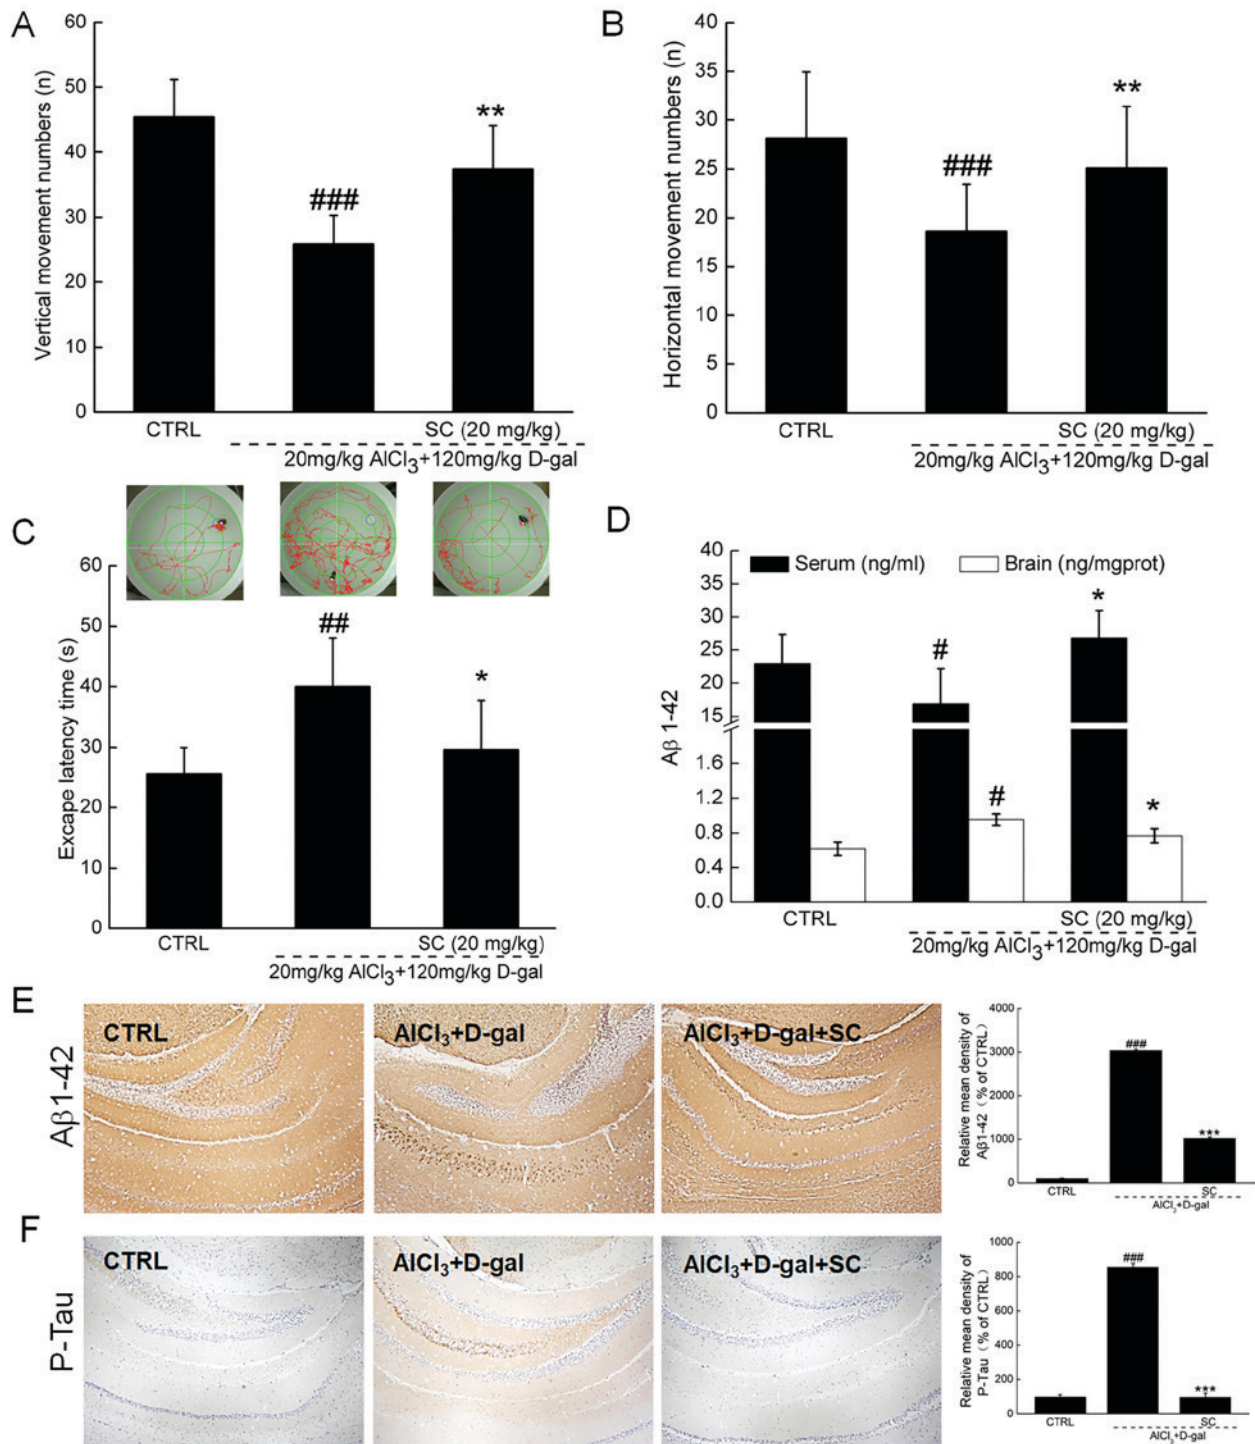 A
Vertical movement numbers (n)
60
50
40
30
20
10
0
###
**
CTRL
SC (20 mg/kg)
20mg/kg AlCl3+120mg/kg D-gal
B
Horizontal movement numbers (n)
40
35
30
25
20
15
10
5
0
###
**
CTRL
SC (20 mg/kg)
20mg/kg AlCl3+120mg/kg D-gal
C
Excape latency time (s)
60
50
40
30
20
10
0
##
*
CTRL
SC (20 mg/kg)
20mg/kg AlCl3+120mg/kg D-gal
D
Aβ 1-42
40
35
30
25
20
15
1.6
1.2
0.8
0.4
0.0
Serum (ng/ml)
Brain (ng/mgprot)
#
#
*
*
CTRL
SC (20 mg/kg)
20mg/kg AlCl3+120mg/kg D-gal
E
Aβ1-42
CTRL
AlCl3+D-gal
AlCl3+D-gal+SC
Relative mean density of
Aβ1-42 (% of CTRL)
4000
3000
2000
1000
0
###
***
CTRL
SC
AlCl3+D-gal
F
P-Tau
CTRL
AlCl3+D-gal
AlCl3+D-gal+SC
Relative mean density of
P-Tau (% of CTRL)
1000
800
600
400
200
0
###
***
CTRL
SC
AlCl3+D-gal